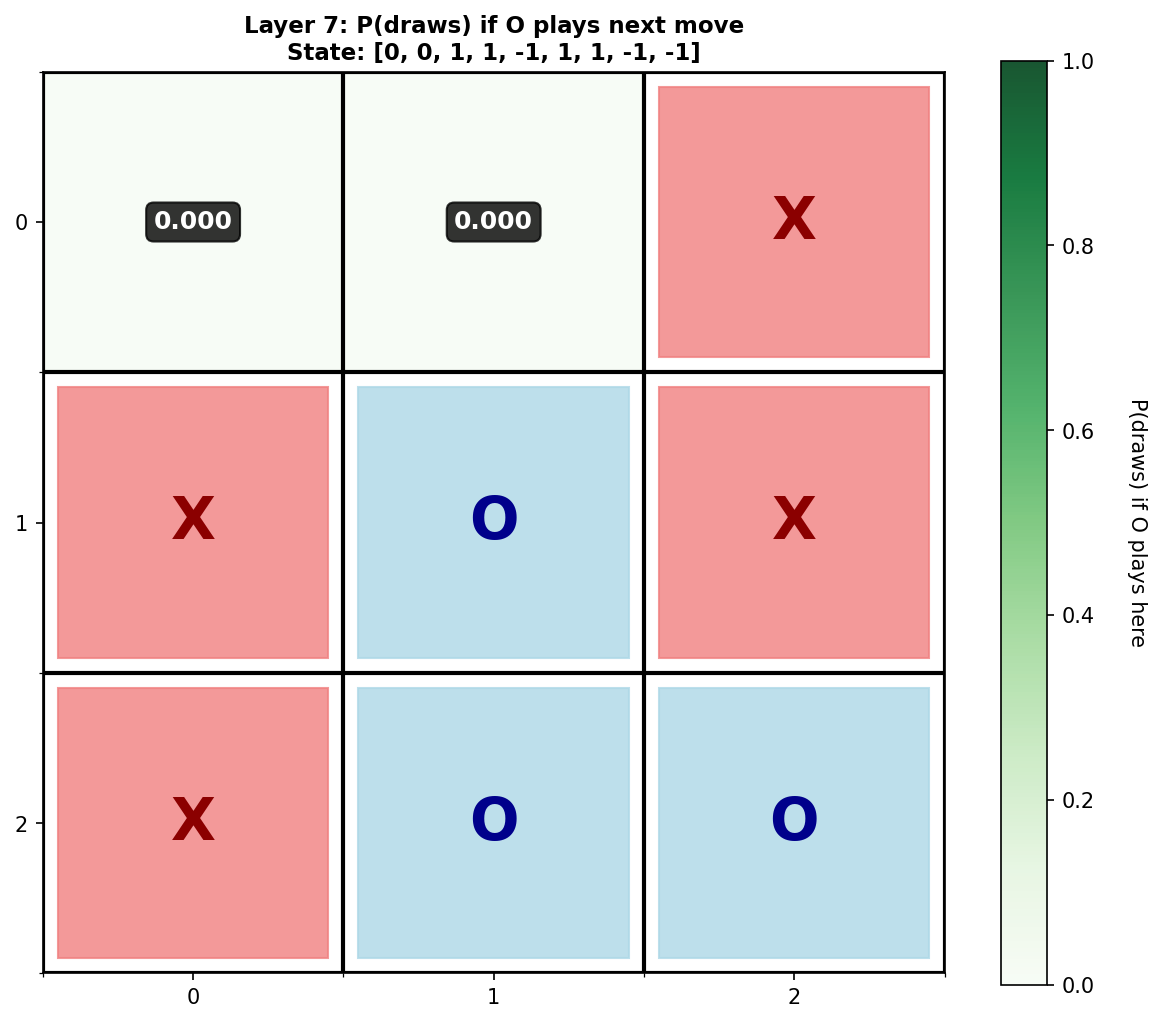 Layer 7: P(draws) if O plays next move
State: [0, 0, 1, 1, -1, 1, 1, -1, -1]
0
0.000
0.000
X
1
X
O
X
2
X
O
O
0
1
2
1.0
0.8
0.6
0.4
0.2
0.0
P(draws) if O plays here